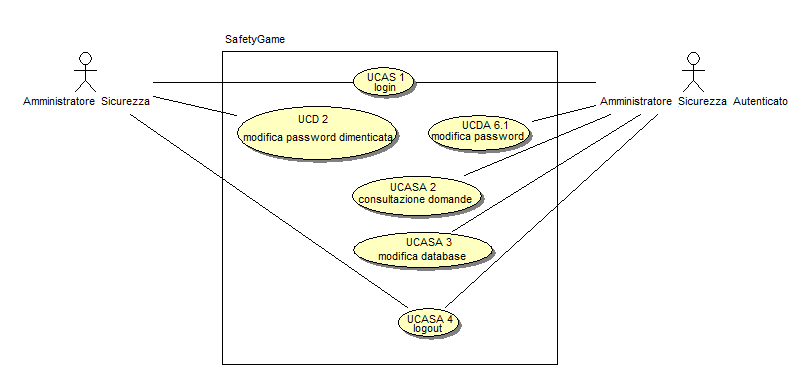 SafetyGame
UCAS 1
login
Amministratore Sicurezza
Amministratore Sicurezza Autenticato
UCD 2
modifica password dimenticata
UCDA 6.1
modifica password
UCASA 2
consultazione domande
UCASA 3
modifica database
UCASA 4
logout